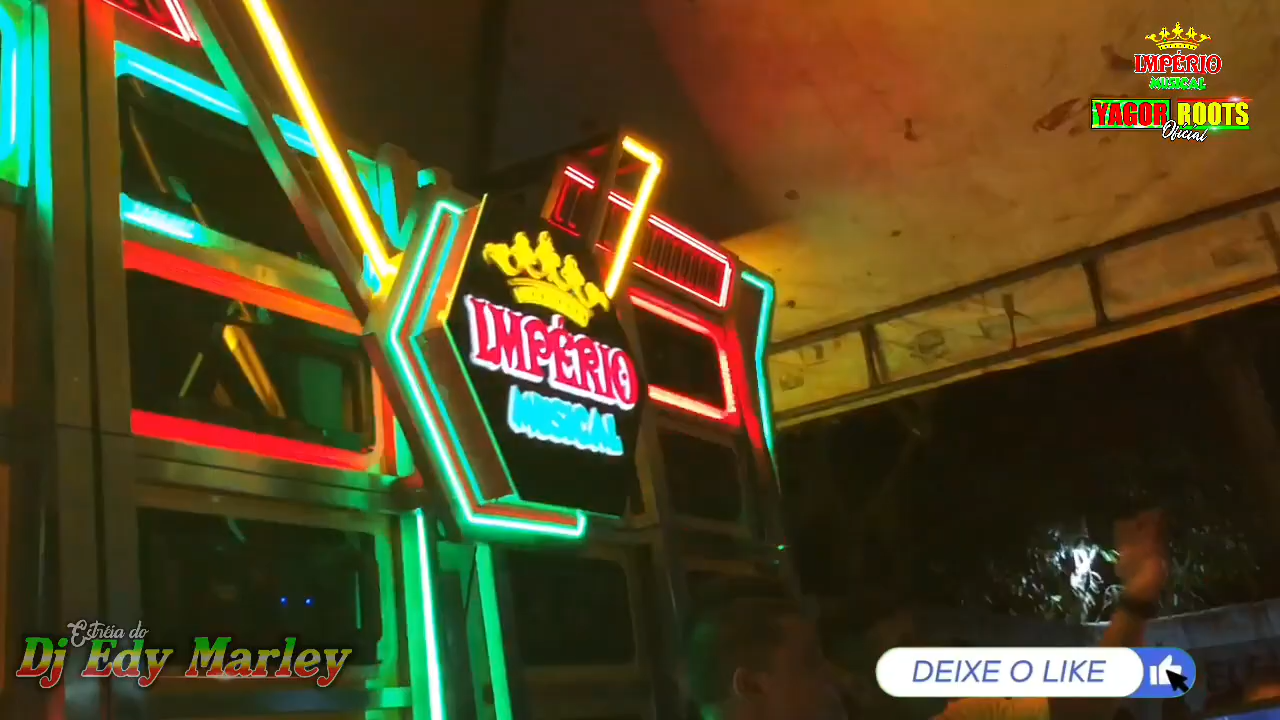 IMPÉRIO
MUSICAL
YAGOR ROOTS
Oficial
IMPÉRIO
MUSICAL
Estréia do
Dj Edy Marley
DEIXE O LIKE